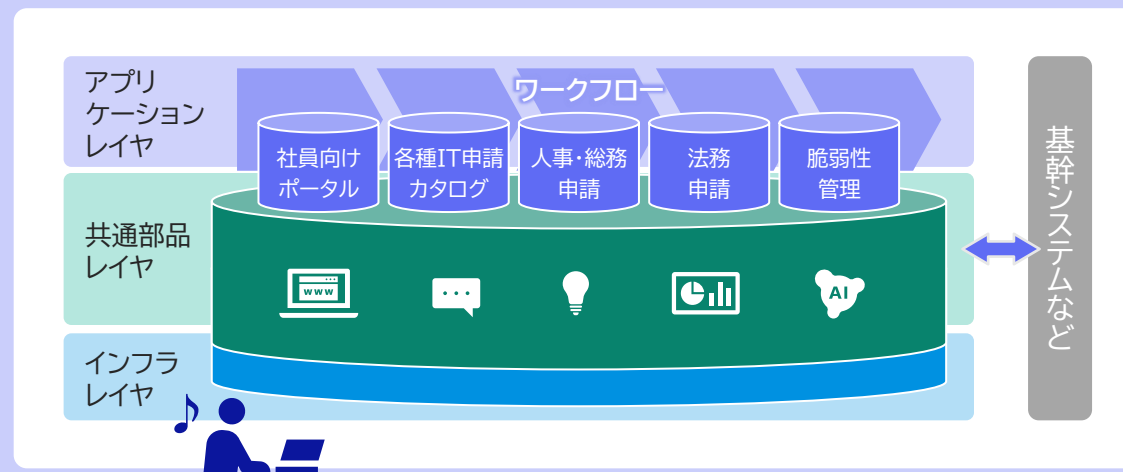 アプリ
ケーション
レイヤ
ワークフロー
社員向け
ポータル
各種IT申請
カタログ
人事・総務
申請
法務
申請
脆弱性
管理
共通部品
レイヤ
www
AI
インフラ
レイヤ
基幹システムなど